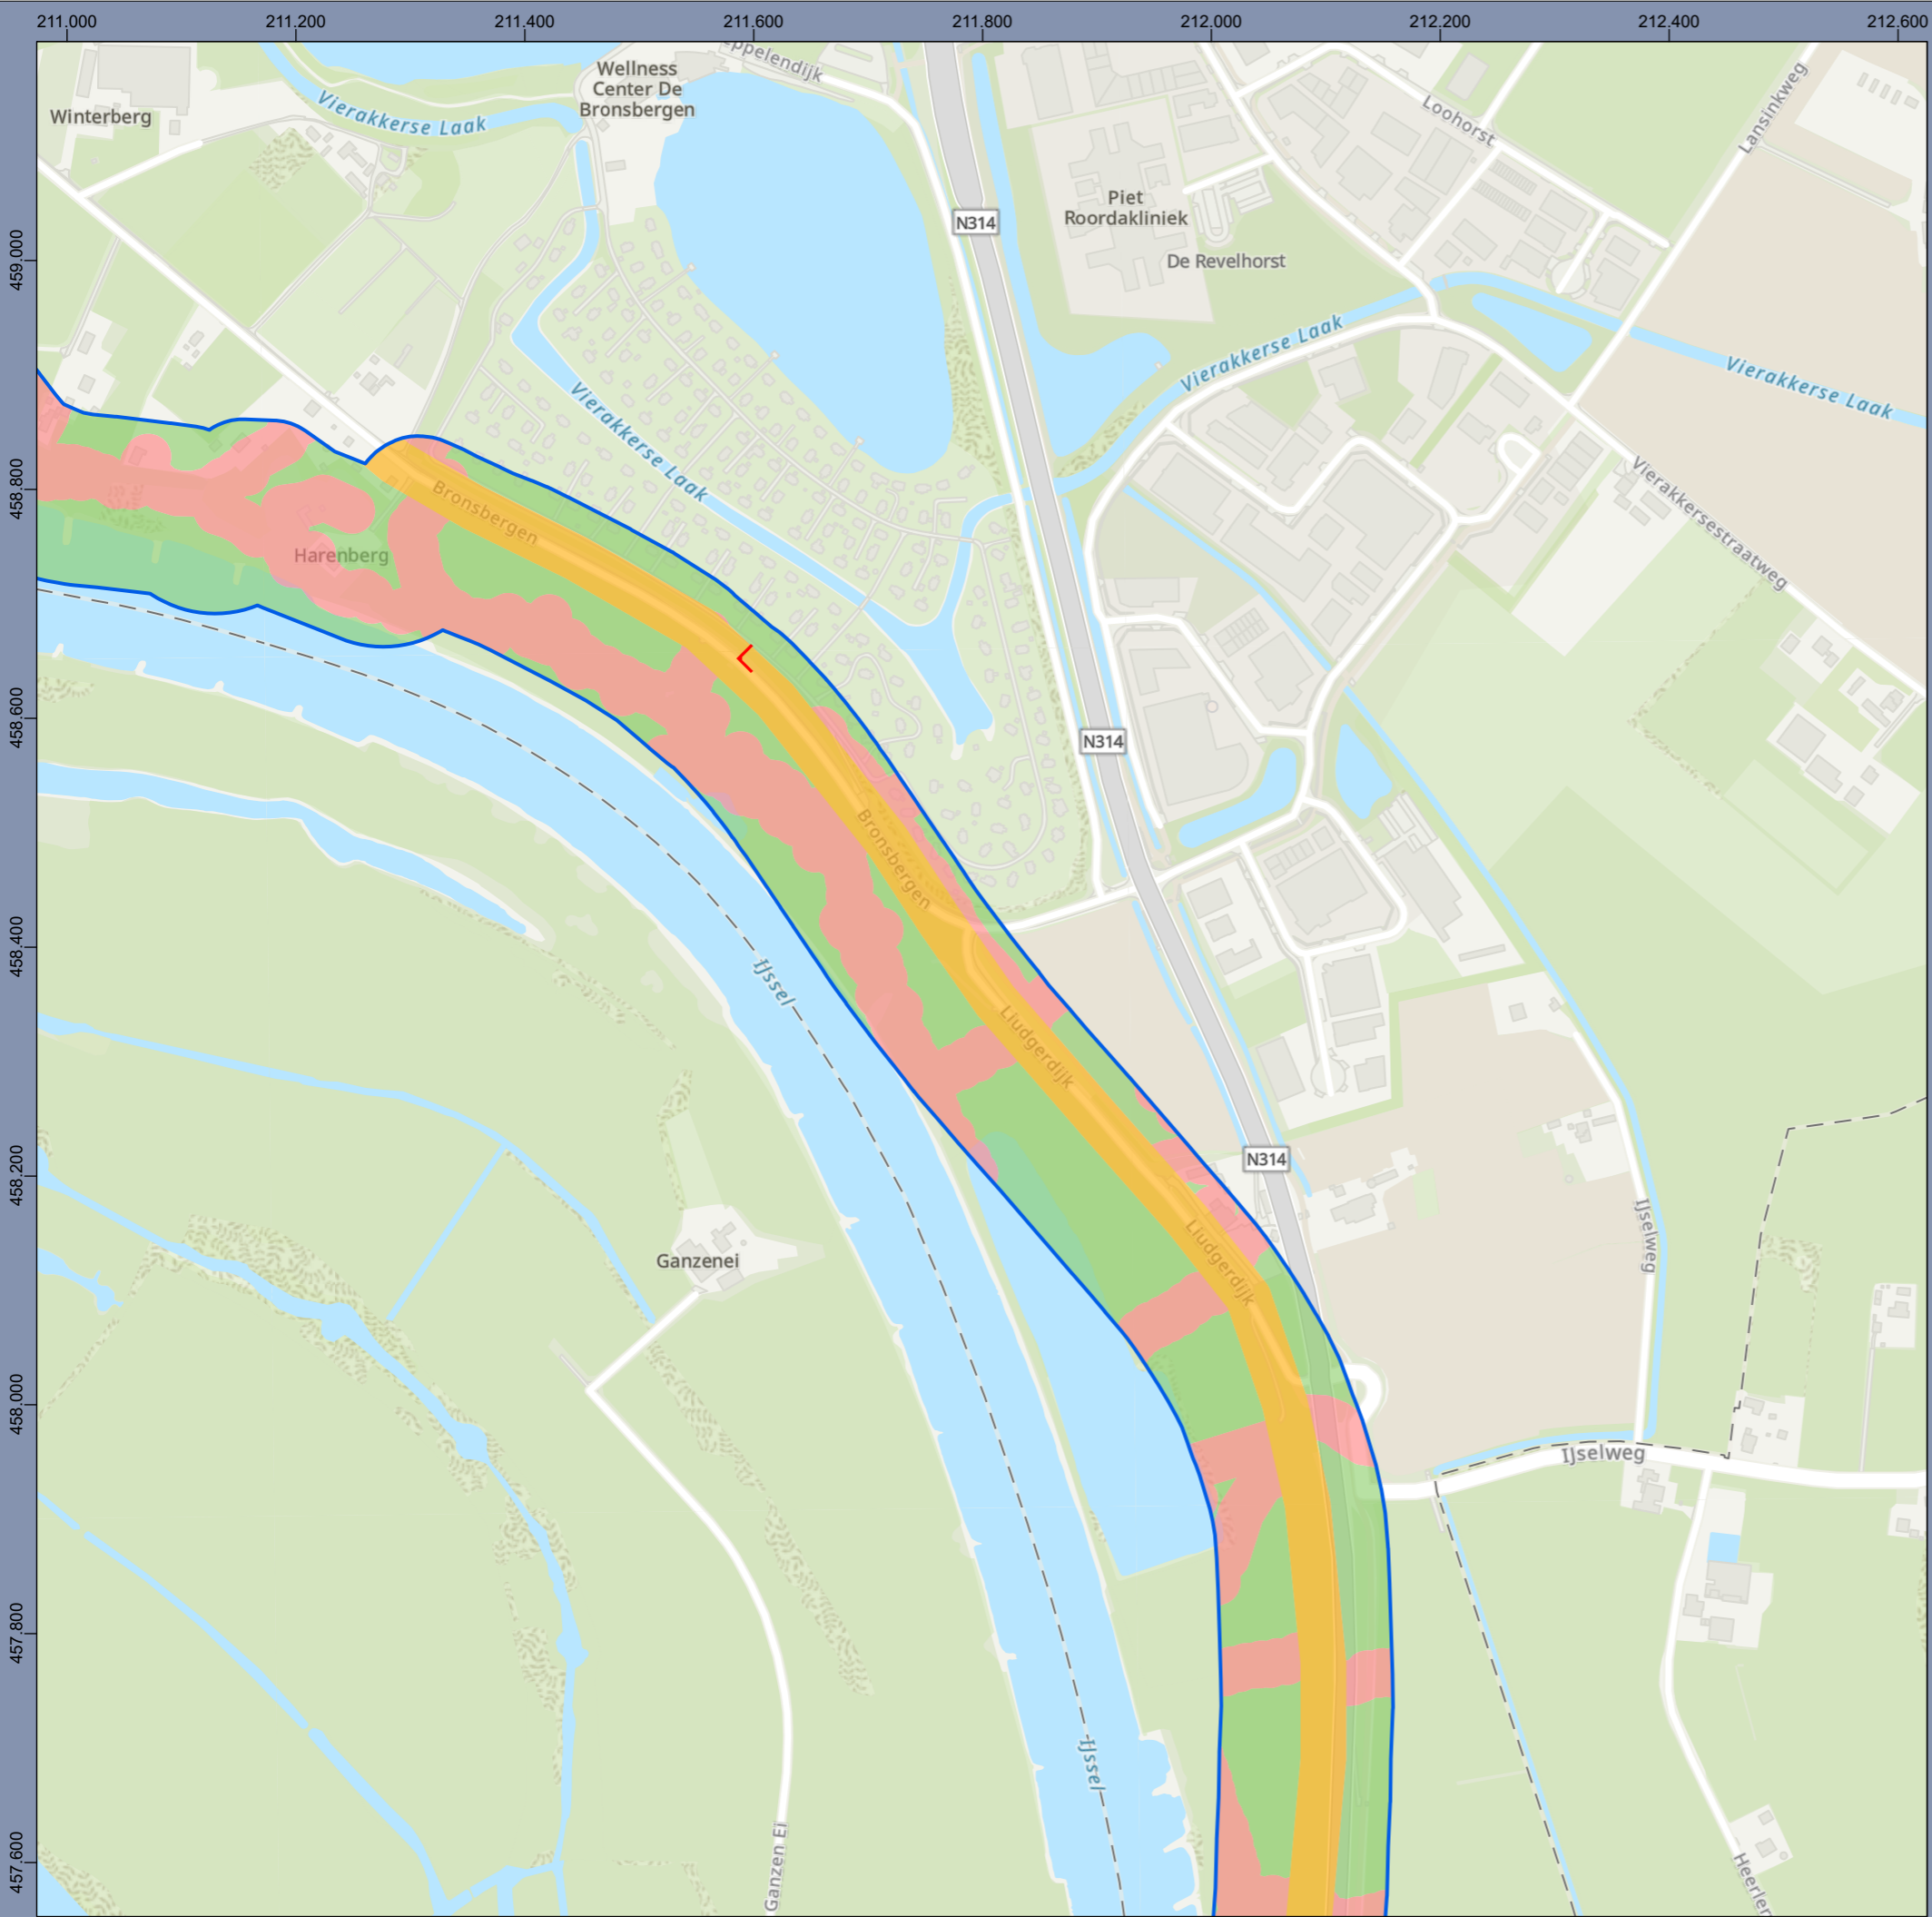 211.000 211.200 211.400 211.600 211.800 212.000 212.200 212.400 212.600
459.000
458.800
458.600
458.400
458.200
458.000
457.800
457.600
Wellness
Center De
Bronsbergen
eppelendijk
Winterberg
Vierakkerse Laak
Loohorst
Lansinkweg
N314
Piet
Roordakliniek
De Revelhorst
Vierakkerse Laak
Vierakkerse Laak
Vierakkerse Laak
Bronsbergen
Harenberg
Vierakkersestraatweg
N314
Bronsbergen
IJssel
Liudgerdijk
N314
Liudgerdijk
IJselweg
Ganzenei
IJselweg
IJssel
Ganzen Ei
Heerler